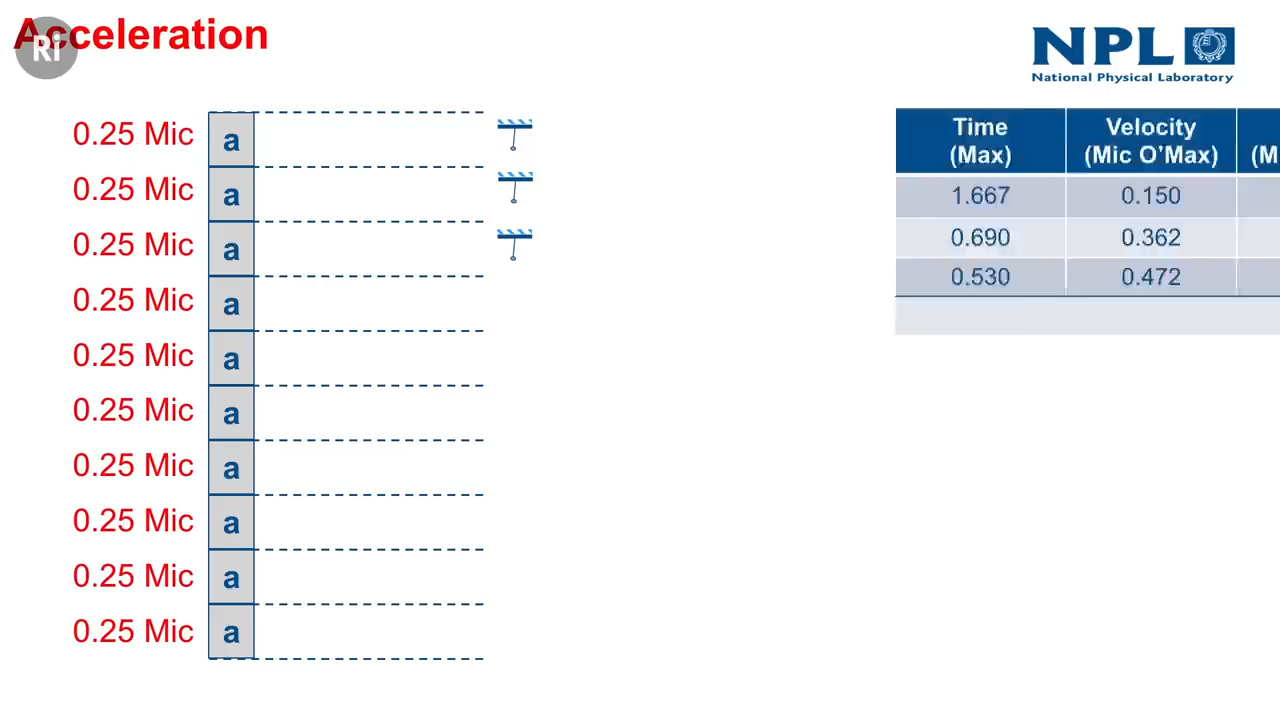 Acceleration
Ri
NPL
National Physical Laboratory
0.25 Mic a
0.25 Mic a
0.25 Mic a
0.25 Mic a
0.25 Mic a
0.25 Mic a
0.25 Mic a
0.25 Mic a
0.25 Mic a
0.25 Mic a
Time Velocity
(Max) (Mic O'Max) (M
1.667 0.150
0.690 0.362
0.530 0.472